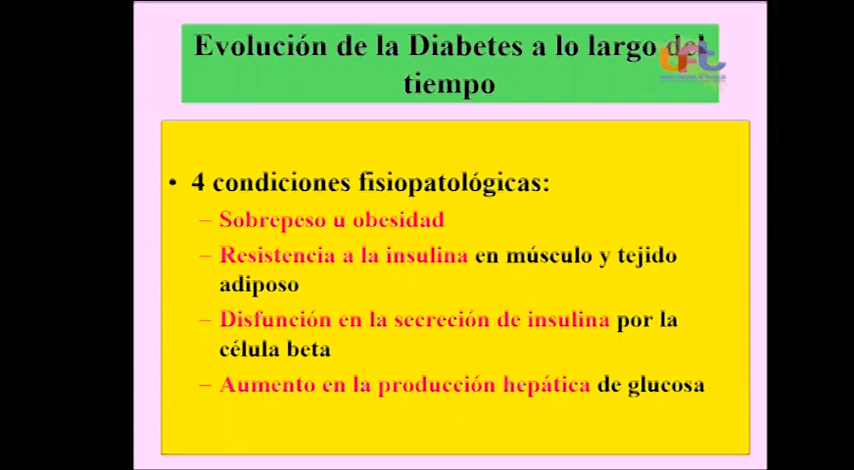 Evolución de la Diabetes a lo largo del
tiempo
• 4 condiciones fisiopatológicas:
– Sobrepeso u obesidad
– Resistencia a la insulina en músculo y tejido
adiposo
– Disfunción en la secreción de insulina por la
célula beta
– Aumento en la producción hepática de glucosa